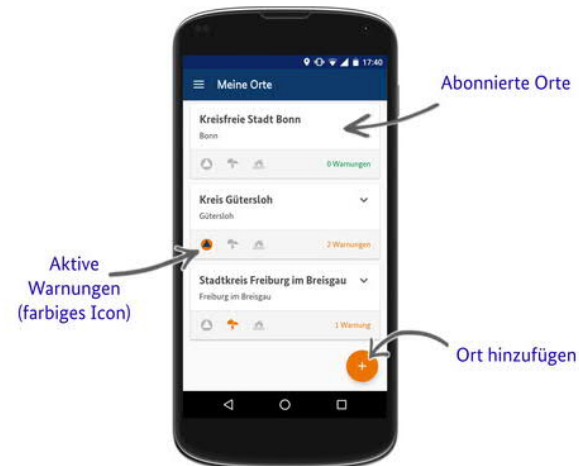 17:40
Meine Orte
Abonnierte Orte
Kreisfreie Stadt Bonn
Bonn
0 Warnungen
Kreis Gütersloh
Gütersloh
2 Warnungen
Aktive
Warnungen
(farbiges Icon)
Stadtkreis Freiburg im Breisgau
Freiburg im Breisgau
1 Warnung
+
Ort hinzufügen